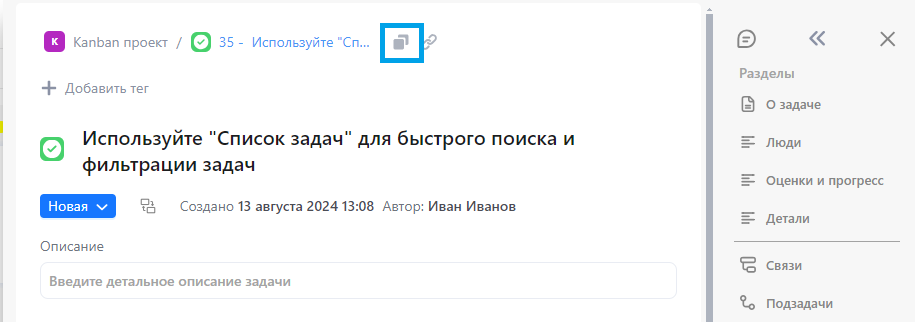 K Kanban проект / 35 - Используйте "Сп...
Добавить тег
Используйте "Список задач" для быстрого поиска и
фильтрации задач
Новая Создано 13 августа 2024 13:08 Автор: Иван Иванов
Описание
Введите детальное описание задачи
Разделы
О задаче
Люди
Оценки и прогресс
Детали
Связи
Подзадачи